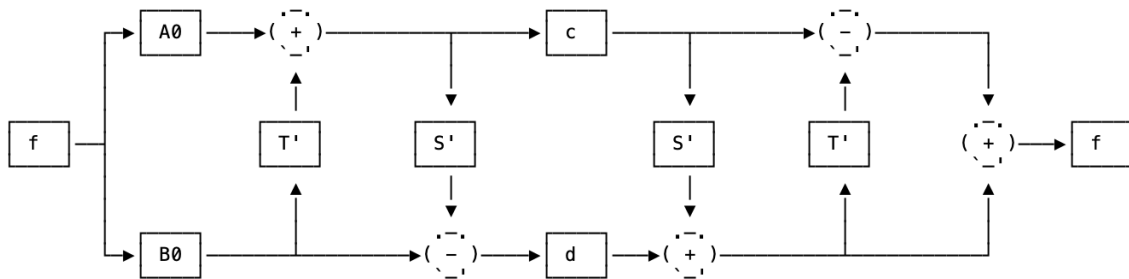 A0 + c -
f T' S' S' T' + f
B0 - d +